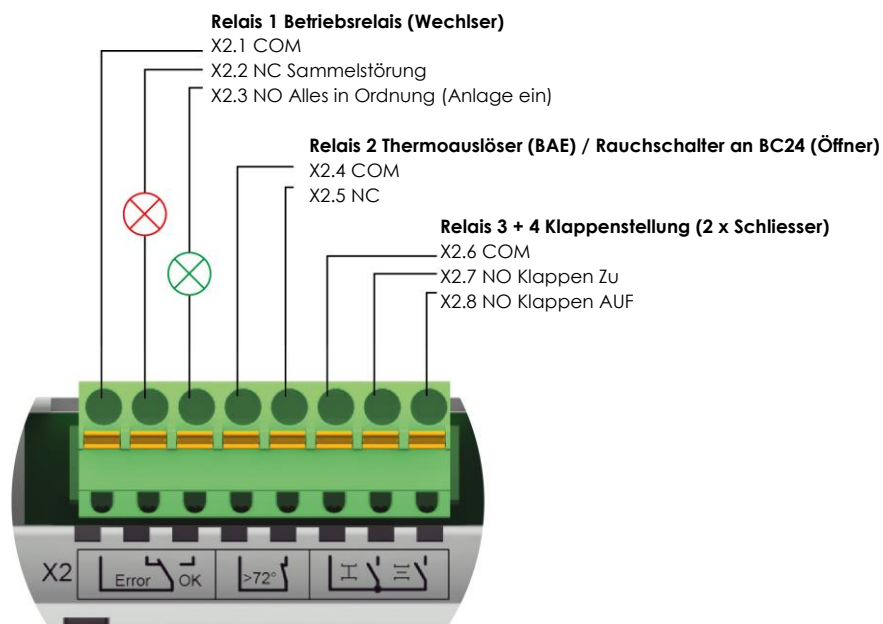 Relais 1 Betriebsrelais (Wechlser)
X2.1 COM
X2.2 NC Sammelstörung
X2.3 NO Alles in Ordnung (Anlage ein)
Relais 2 Thermoauslöser (BAE) / Rauchschalter an BC24 (Öffner)
X2.4 COM
X2.5 NC
Relais 3 + 4 Klappenstellung (2 x Schliesser)
X2.6 COM
X2.7 NO Klappen Zu
X2.8 NO Klappen AUF
X2
Error OK
>72°